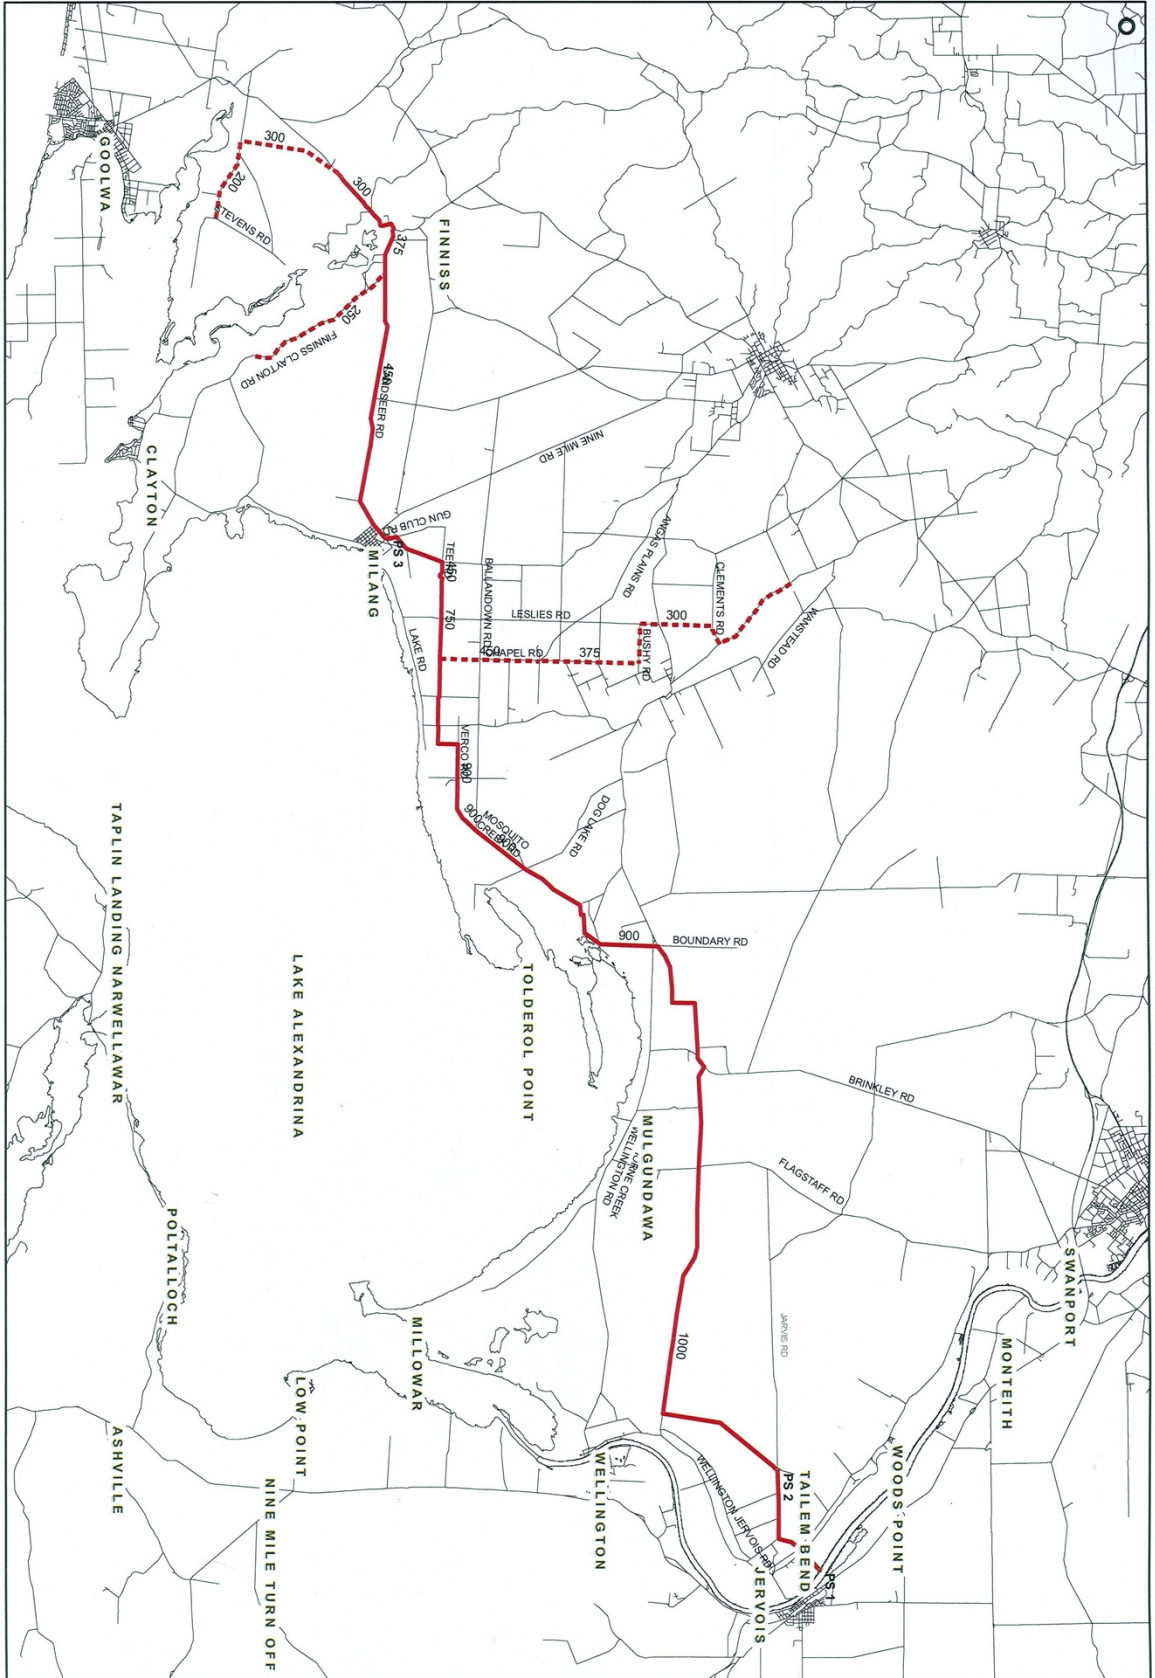 GOOLWA
300
200
STEVENS RD
300
375
FINNISS
250
FINNISS CLAYTON RD
450
CLAYTON
NINE MILE RD
GUN CLUB RD
PS 3
MILANG
450
750
BALLANDOWN RD
LESLIES RD
LAKE RD
ANGAS PLAINS RD
CLEMENTS RD
300
BUSHY RD
WANSTEAD RD
450
CHAPEL RD
375
VERCO RD
900
900
MOSQUITO
CREEK RD
900
DOG LAKE RD
900
BOUNDARY RD
TOLDEROL POINT
LAKE ALEXANDRINA
TAPLIN LANDING NARWELLAWAR
BRINKLEY RD
MULGUNDAWA
WELLINGTON RD
FLAGSTAFF RD
POLTALLOCH
SWANPORT
JARVIS RD
1000
MONTEITH
MILLOWAR
LOW POINT
ASHVILLE
NINE MILE TURN OFF
WELLINGTON
WELLINGTON JERVOIS RD
PS 2
TAILEM BEND
WOODS POINT
PS 1
JERVOIS